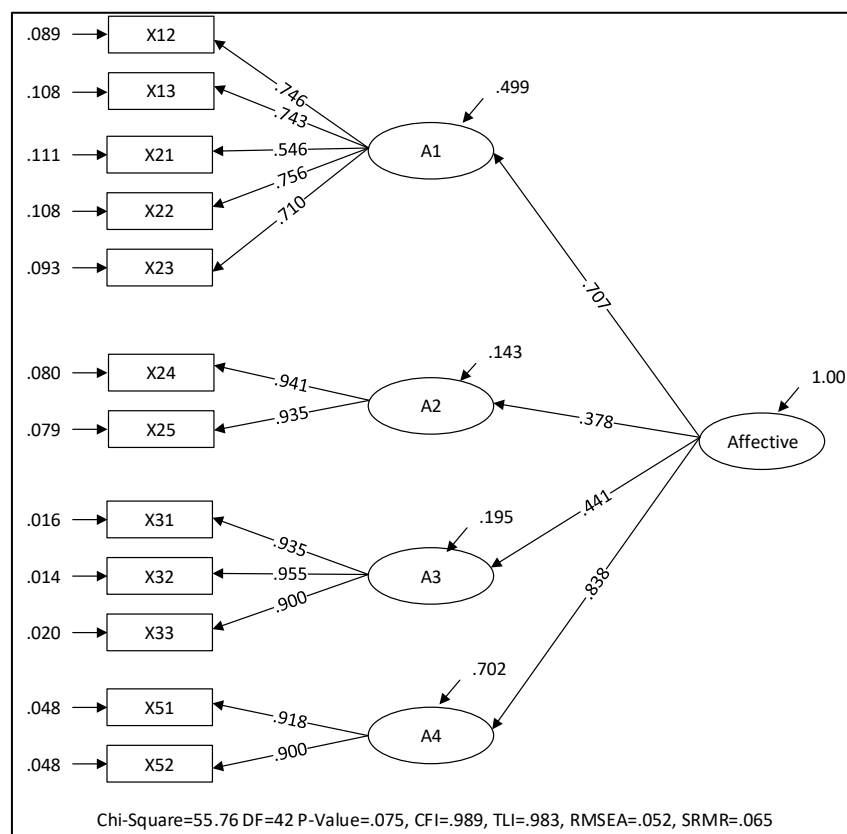 .089 X12
.746
.108 X13
.743
.499
.111 X21
.546
A1
.756
.108 X22
.710
.093 X23
.707
.143
.080 X24
.941
1.00
A2
.378
.079 X25
.935
Affective
.016 X31
.935
.195
.441
.014 X32
.955
A3
.838
.020 X33
.900
.702
.048 X51
.918
A4
.048 X52
.900
Chi-Square=55.76 DF=42 P-Value=.075, CFI=.989, TLI=.983, RMSEA=.052, SRMR=.065